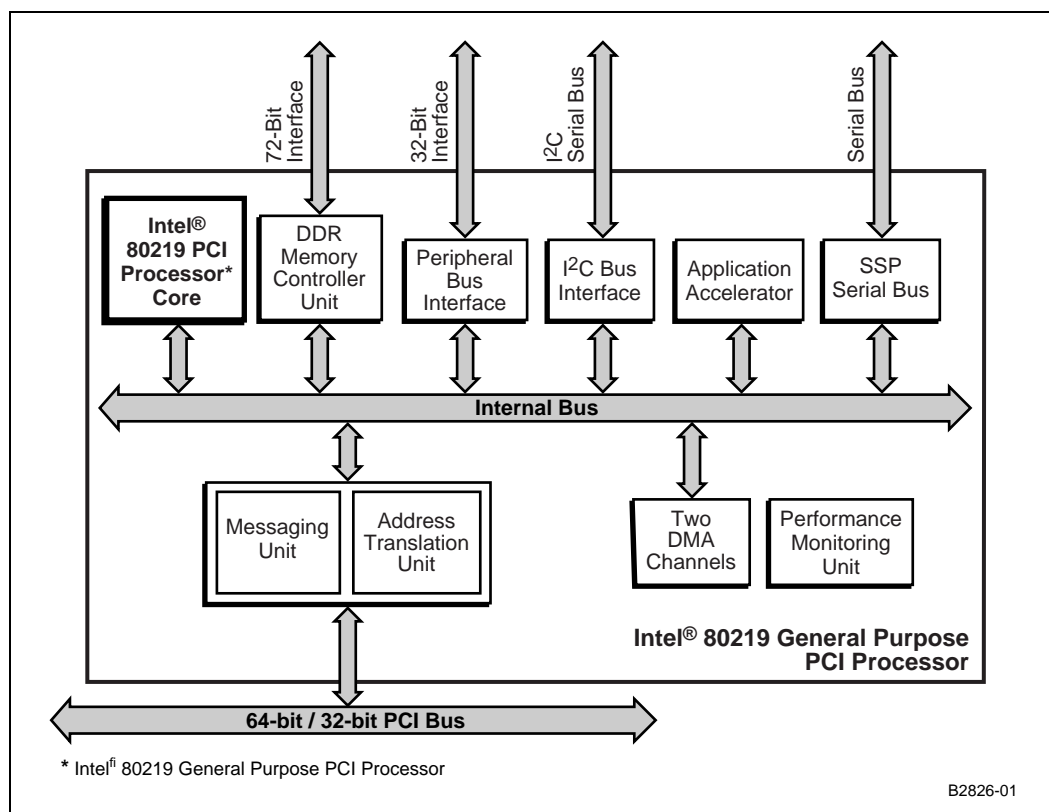 72-Bit
Interface
32-Bit
Interface
I2C
Serial Bus
Serial Bus
Intel®
80219 PCI
Processor*
Core
DDR
Memory
Controller
Unit
Peripheral
Bus
Interface
I2C Bus
Interface
Application
Accelerator
SSP
Serial Bus
Internal Bus
Messaging
Unit
Address
Translation
Unit
Two
DMA
Channels
Performance
Monitoring
Unit
Intel® 80219 General Purpose
PCI Processor
64-bit / 32-bit PCI Bus
* Intelfi 80219 General Purpose PCI Processor
B2826-01